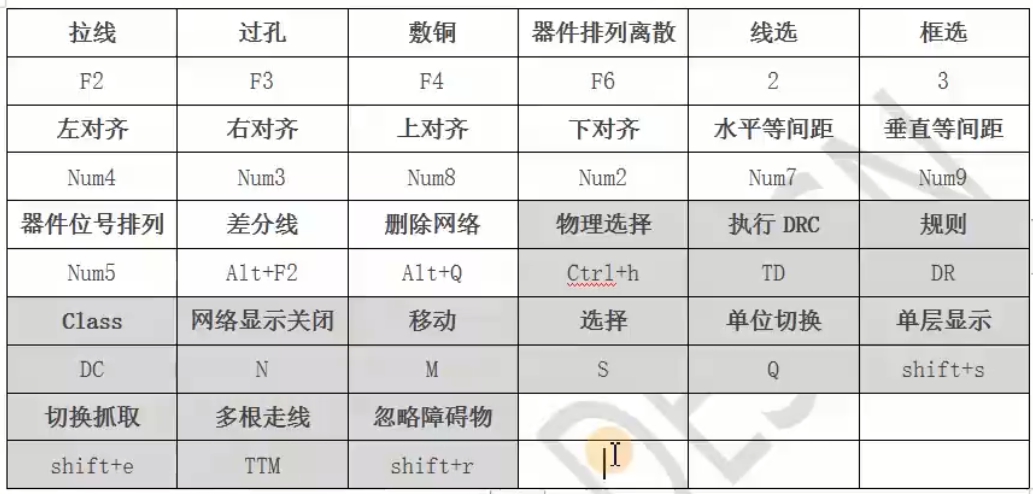 拉线 过孔 敷铜 器件排列离散 线选 框选
F2 F3 F4 F6 2 3
左对齐 右对齐 上对齐 下对齐 水平等间距 垂直等间距
Num4 Num3 Num8 Num2 Num7 Num9
器件位号排列 差分线 删除网络 物理选择 执行 DRC 规则
Num5 Alt+F2 Alt+Q Ctrl+h TD DR
Class 网络显示关闭 移动 选择 单位切换 单层显示
DC N M S Q shift+s
切换抓取 多根走线 忽略障碍物
shift+e TTM shift+r